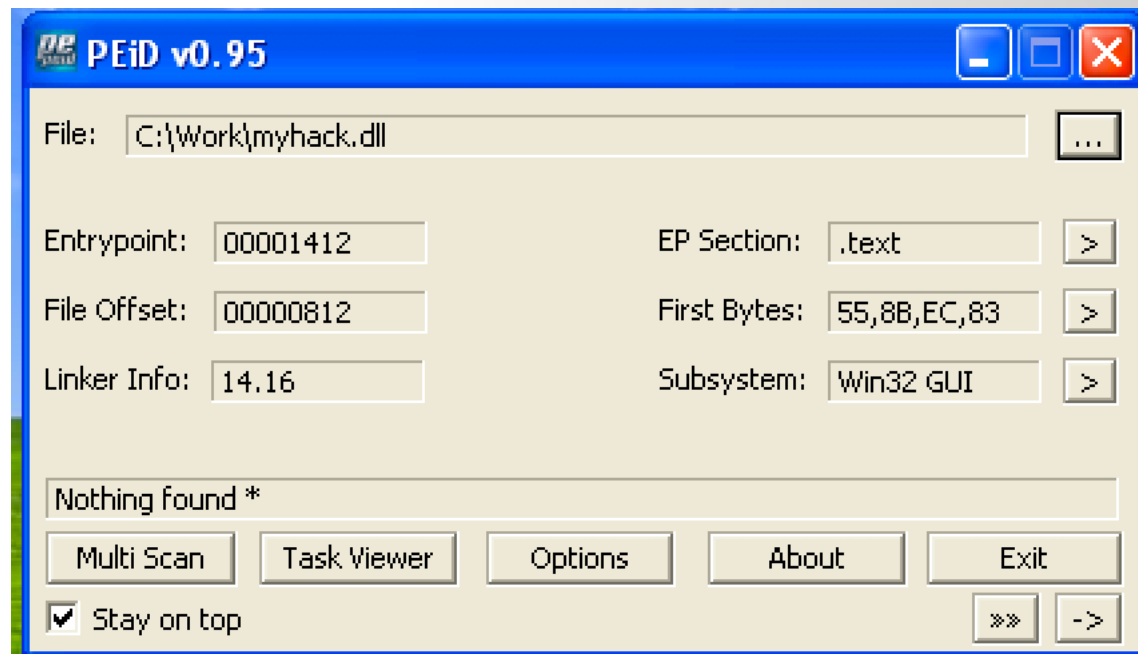 PEiD v0.95
File: C:\Work\myhack.dll ...
Entrypoint: 00001412 EP Section: .text >
File Offset: 00000812 First Bytes: 55,8B,EC,83 >
Linker Info: 14.16 Subsystem: Win32 GUI >
Nothing found *
Multi Scan Task Viewer Options About Exit
Stay on top »» ->